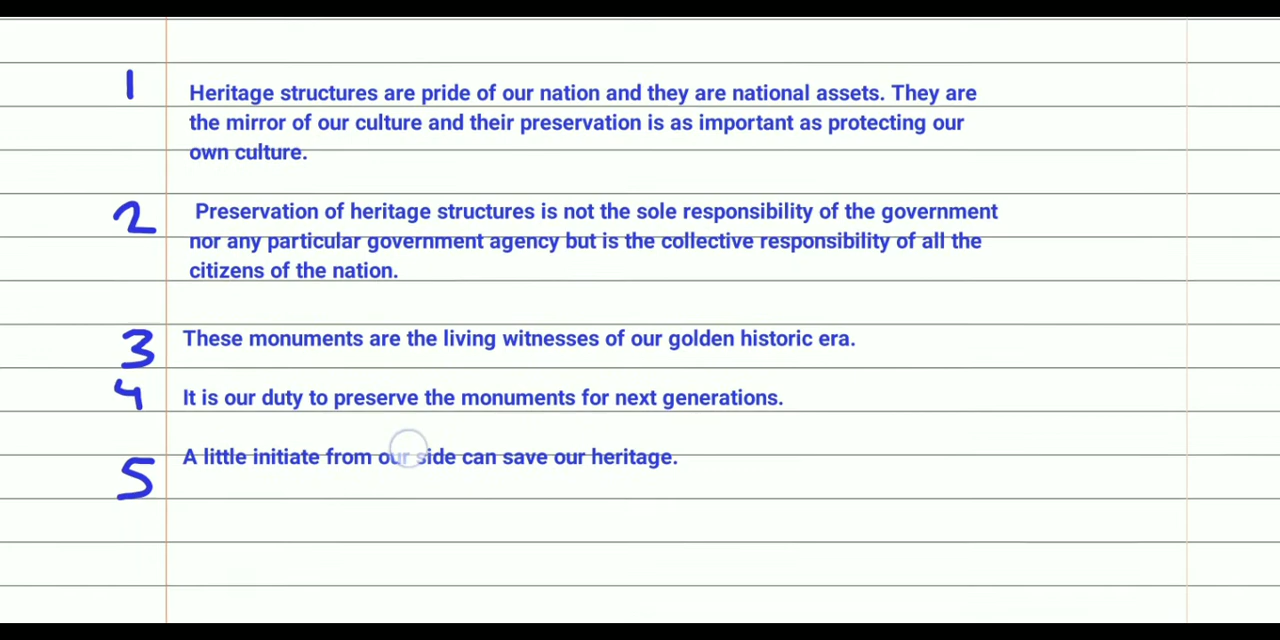 1 Heritage structures are pride of our nation and they are national assets. They are
the mirror of our culture and their preservation is as important as protecting our
own culture.
2 Preservation of heritage structures is not the sole responsibility of the government
nor any particular government agency but is the collective responsibility of all the
citizens of the nation.
3 These monuments are the living witnesses of our golden historic era.
4 It is our duty to preserve the monuments for next generations.
5 A little initiate from our side can save our heritage.